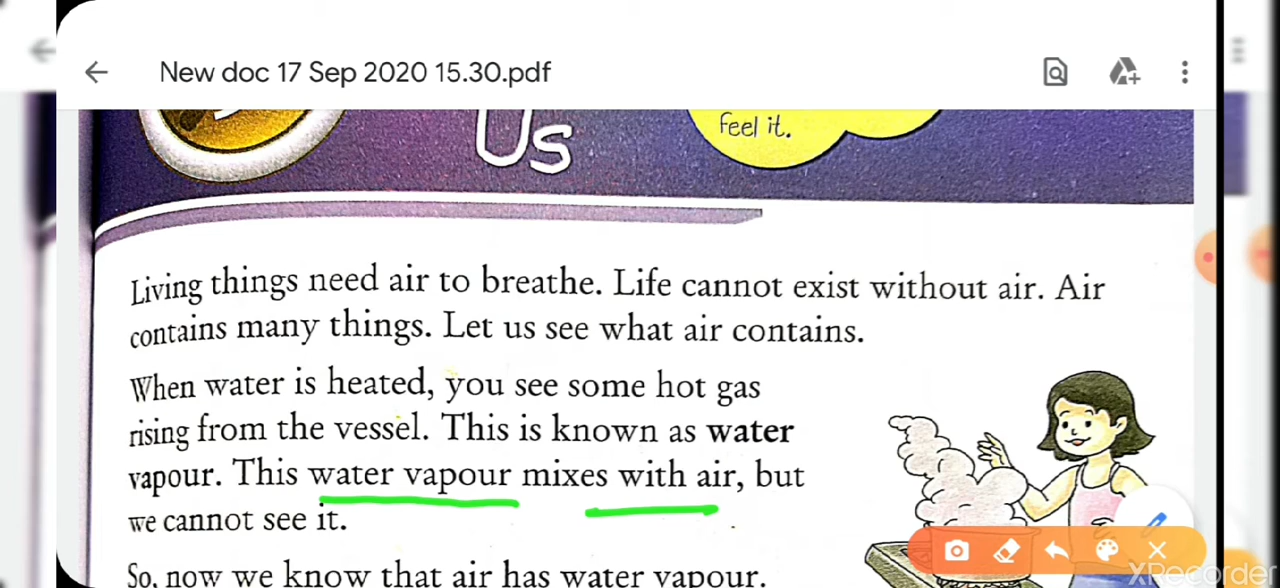 New doc 17 Sep 2020 15.30.pdf
Us
feel it.
Living things need air to breathe. Life cannot exist without air. Air
contains many things. Let us see what air contains.
When water is heated, you see some hot gas
rising from the vessel. This is known as water
vapour. This water vapour mixes with air, but
we cannot see it.
So, now we know that air has water vapour.
XRecorder